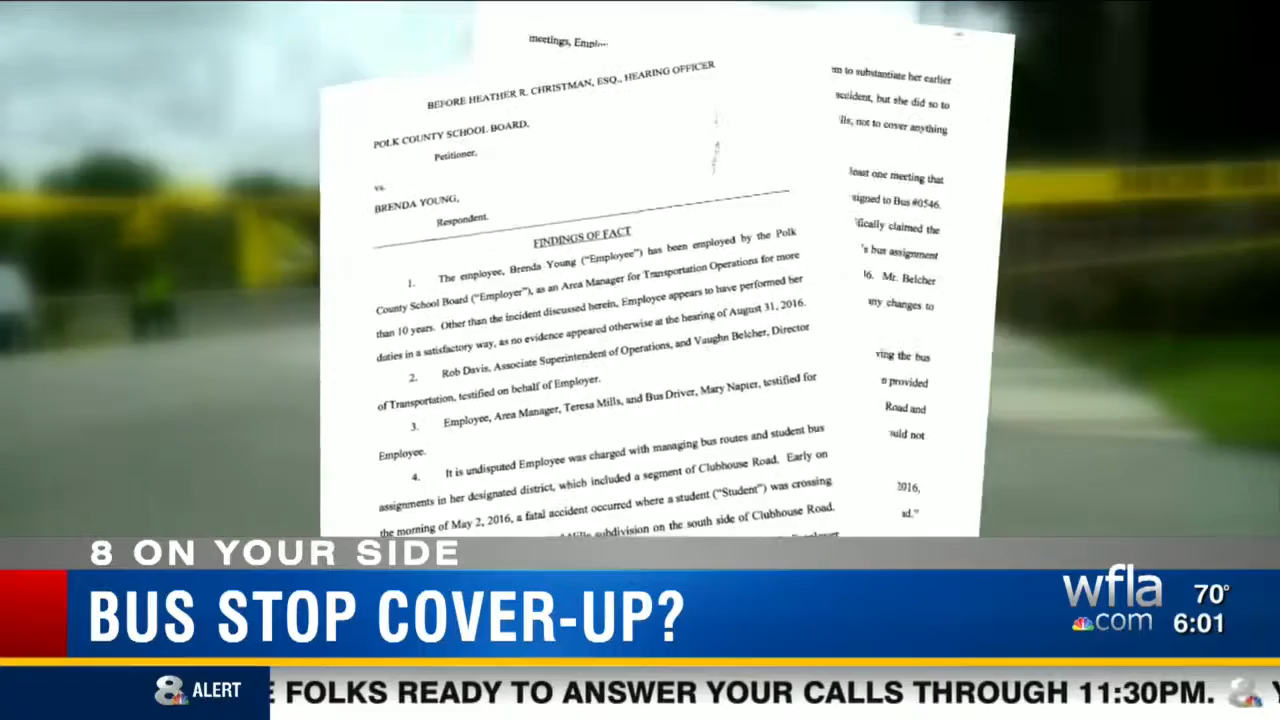 meetings,
BEFORE HEATHER R. CHRISTMAN, ESQ., HEARING OFFICER
POLK COUNTY SCHOOL BOARD,
Petitioner,
vs.
BRENDA YOUNG,
Respondent.
FINDINGS OF FACT
1. The employee, Brenda Young ("Employee") has been employed by the Polk
County School Board ("Employer"), as an Area Manager for Transportation Operations for more
than 10 years. Other than the incident discussed herein, Employee appears to have performed her
duties in a satisfactory way, as no evidence appeared otherwise at the hearing of August 31, 2016.
2. Rob Davis, Associate Superintendent of Operations, and Vaughn Belcher, Director
of Transportation, testified on behalf of Employer.
3. Employee, Area Manager, Teresa Mills, and Bus Driver, Mary Napier, testified for
Employee.
4. It is undisputed Employee was charged with managing bus routes and student bus
assignments in her designated district, which included a segment of Clubhouse Road. Early on
the morning of May 2, 2016, a fatal accident occurred where a student ("Student") was crossing
subdivision on the south side of Clubhouse Road.
to substantiate her earlier
accident, but she did so to
not to cover anything
least one meeting that
signed to Bus #0546.
claimed the
's bus assignment
16. Mr. Belcher
any changes to
ving the bus
provided
Road and
not
2016,
8 ON YOUR SIDE
BUS STOP COVER-UP?
wfla
.com
70°
6:01
8 ALERT
E FOLKS READY TO ANSWER YOUR CALLS THROUGH 11:30PM.